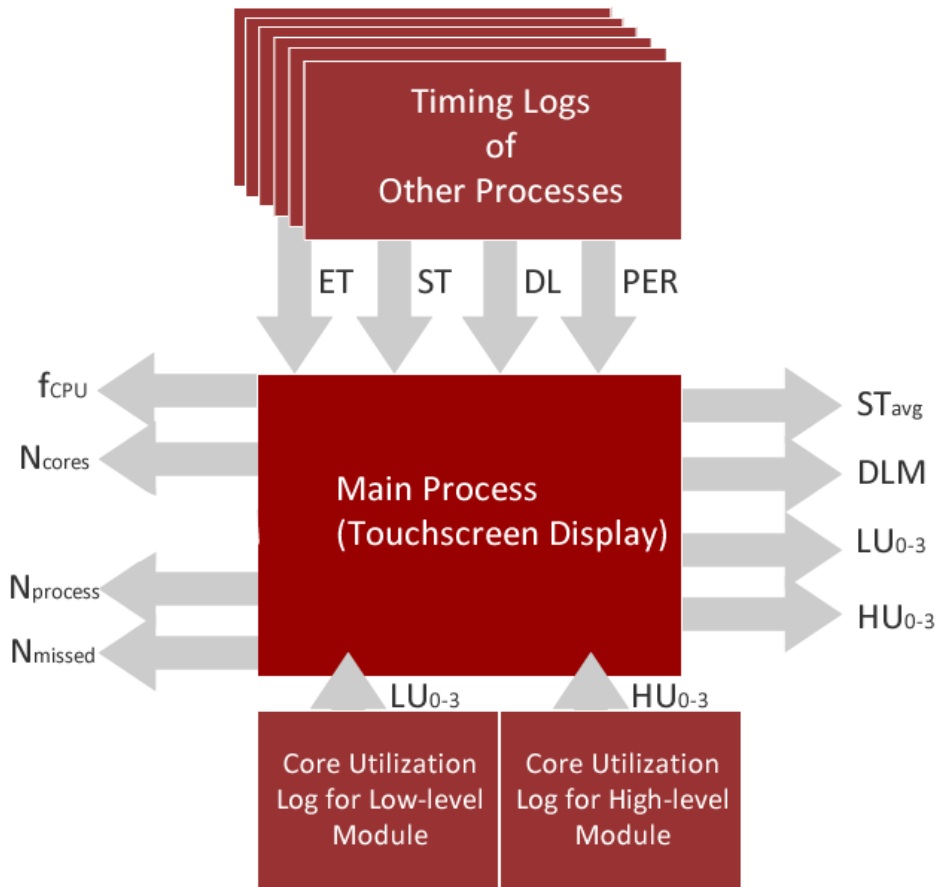 Timing Logs
of
Other Processes
ET ST DL PER
fCPU
Ncores
Nprocess
Nmissed
Main Process
(Touchscreen Display)
STavg
DLM
LU0-3
HU0-3
LU0-3 HU0-3
Core Utilization
Log for Low-level
Module
Core Utilization
Log for High-level
Module